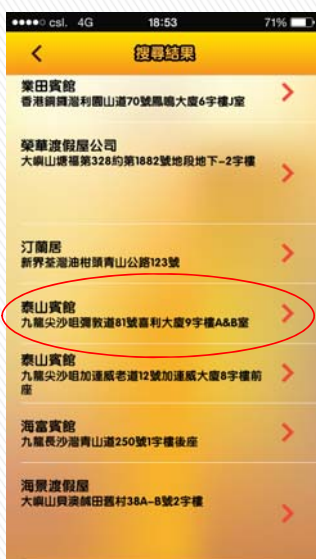 csl. 4G 18:53 71%
搜尋結果
業田賓館
香港銅鑼灣利園山道70號鳳鳴大廈6字樓J室
榮華渡假屋公司
大嶼山塘福第328約第1882號地段地下-2字樓
汀蘭居
新界荃灣油柑頭青山公路123號
泰山賓館
九龍尖沙咀彌敦道81號喜利大廈9字樓A&B室
泰山賓館
九龍尖沙咀加連威老道12號加連威大廈8字樓前
座
海富賓館
九龍長沙灣青山道250號1字樓後座
海景渡假屋
大嶼山貝澳鹹田舊村38A-B號2字樓